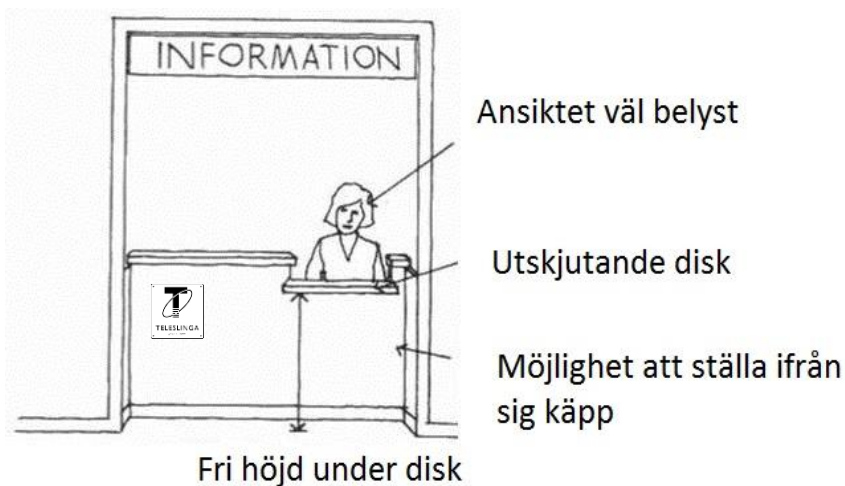 INFORMATION
Ansiktet väl belyst
Utskjutande disk
TELESLINGA
Möjlighet att ställa ifrån
sig käpp
Fri höjd under disk